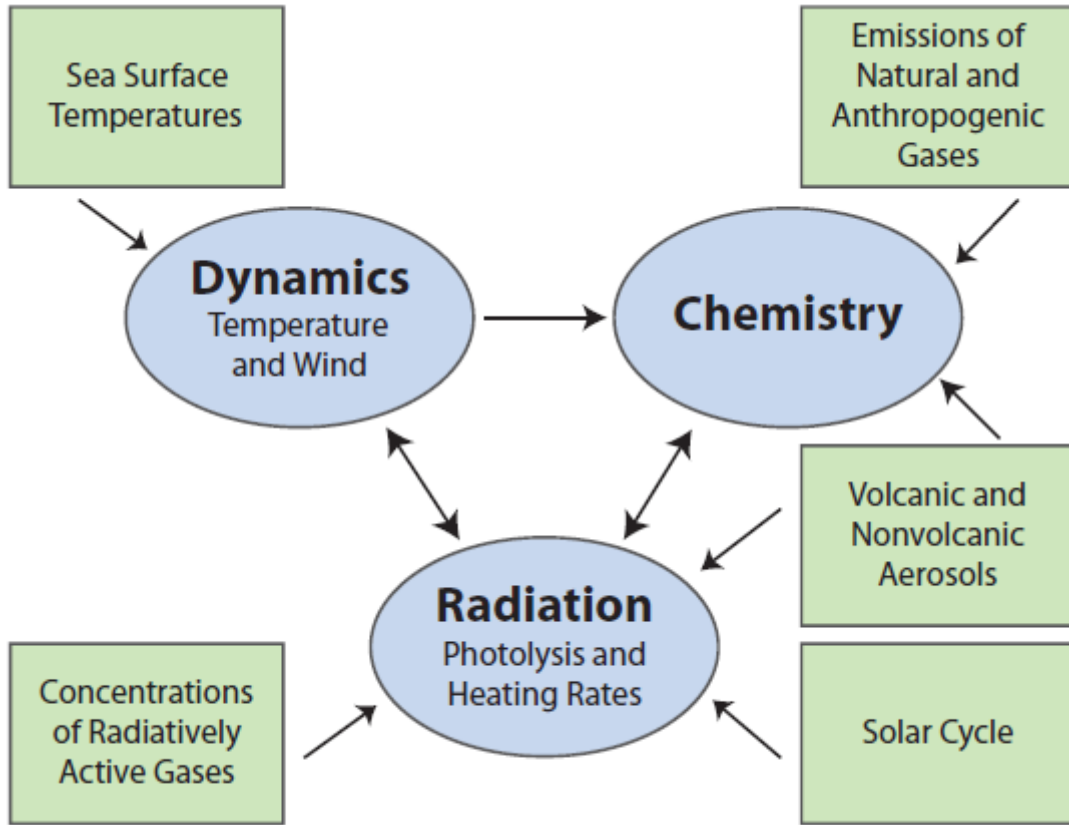 Sea Surface
Temperatures
Emissions of
Natural and
Anthropogenic
Gases
Dynamics
Temperature
and Wind
Chemistry
Volcanic and
Nonvolcanic
Aerosols
Radiation
Photolysis and
Heating Rates
Concentrations
of Radiatively
Active Gases
Solar Cycle